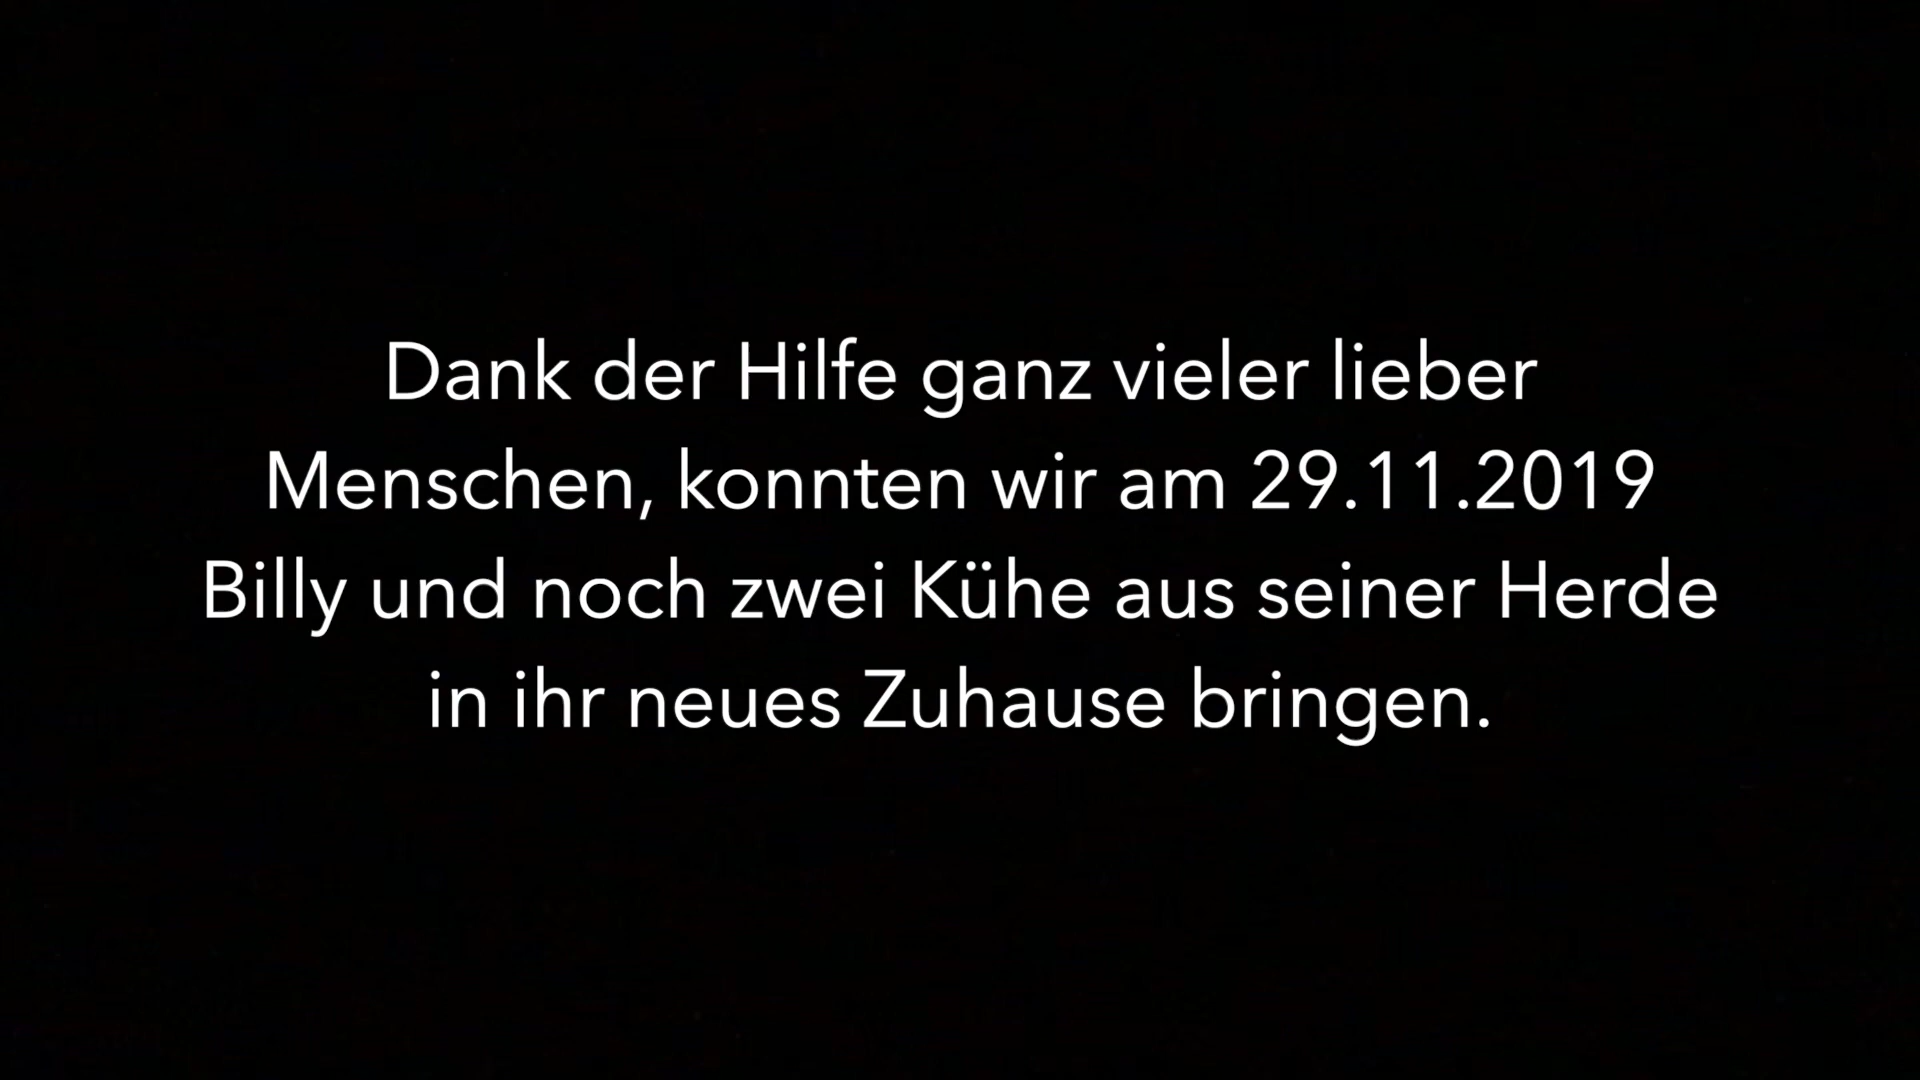 Dank der Hilfe ganz vieler lieber
Menschen, konnten wir am 29.11.2019
Billy und noch zwei Kühe aus seiner Herde
in ihr neues Zuhause bringen.